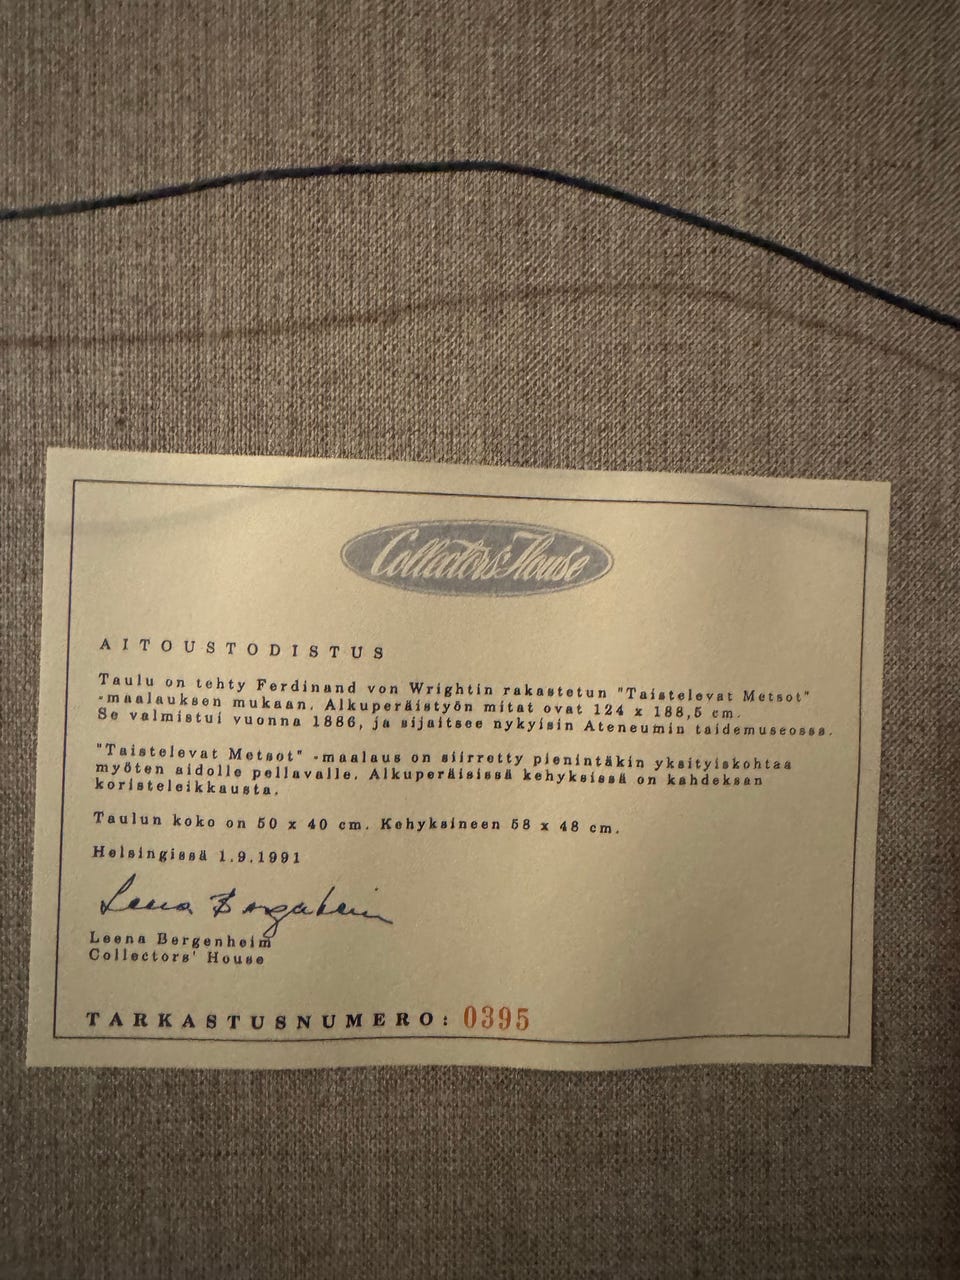 Collectors' House
AITOUSTODISTUS
Taulu on tehty Ferdinand von Wrightin rakastetun "Taistelevat Metsot"
-maalauksen mukaan. Alkuperäistyön mitat ovat 124 x 188,5 cm.
Se valmistui vuonna 1886, ja sijaitsee nykyisin Ateneumin taidemuseossa.
"Taistelevat Metsot" -maalaus on siirretty pienintäkin yksityiskohtaa
myöten aidolle pellavalle. Alkuperäisissä kehyksissä on kahdeksan
koristeleikkausta.
Taulun koko on 50 x 40 cm. Kehyksineen 58 x 48 cm.
Helsingissä 1.9.1991
Leena Bergenheim
Leena Bergenheim
Collectors' House
TARKASTUSNUMERO: 0395